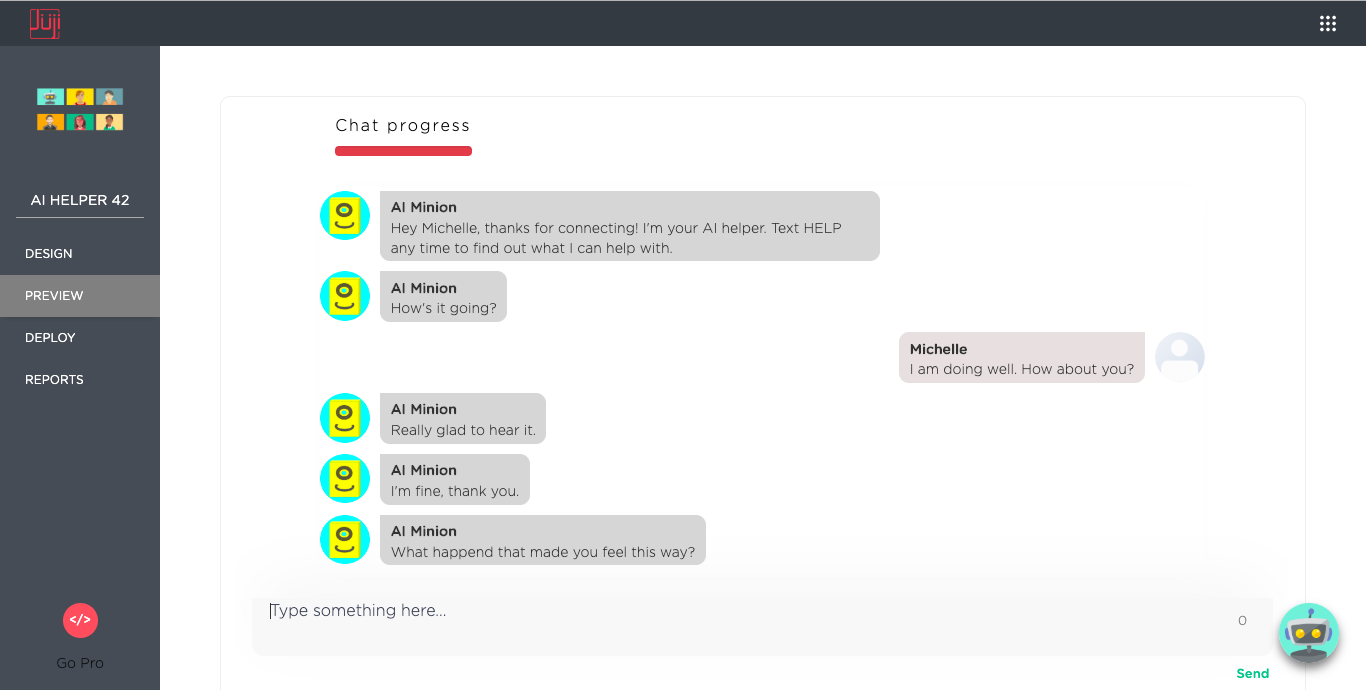 Juji
AI HELPER 42
DESIGN
PREVIEW
DEPLOY
REPORTS
</>
Go Pro
Chat progress
AI Minion
Hey Michelle, thanks for connecting! I'm your AI helper. Text HELP
any time to find out what I can help with.
AI Minion
How's it going?
Michelle
I am doing well. How about you?
AI Minion
Really glad to hear it.
AI Minion
I'm fine, thank you.
AI Minion
What happend that made you feel this way?
Type something here...
0
Send